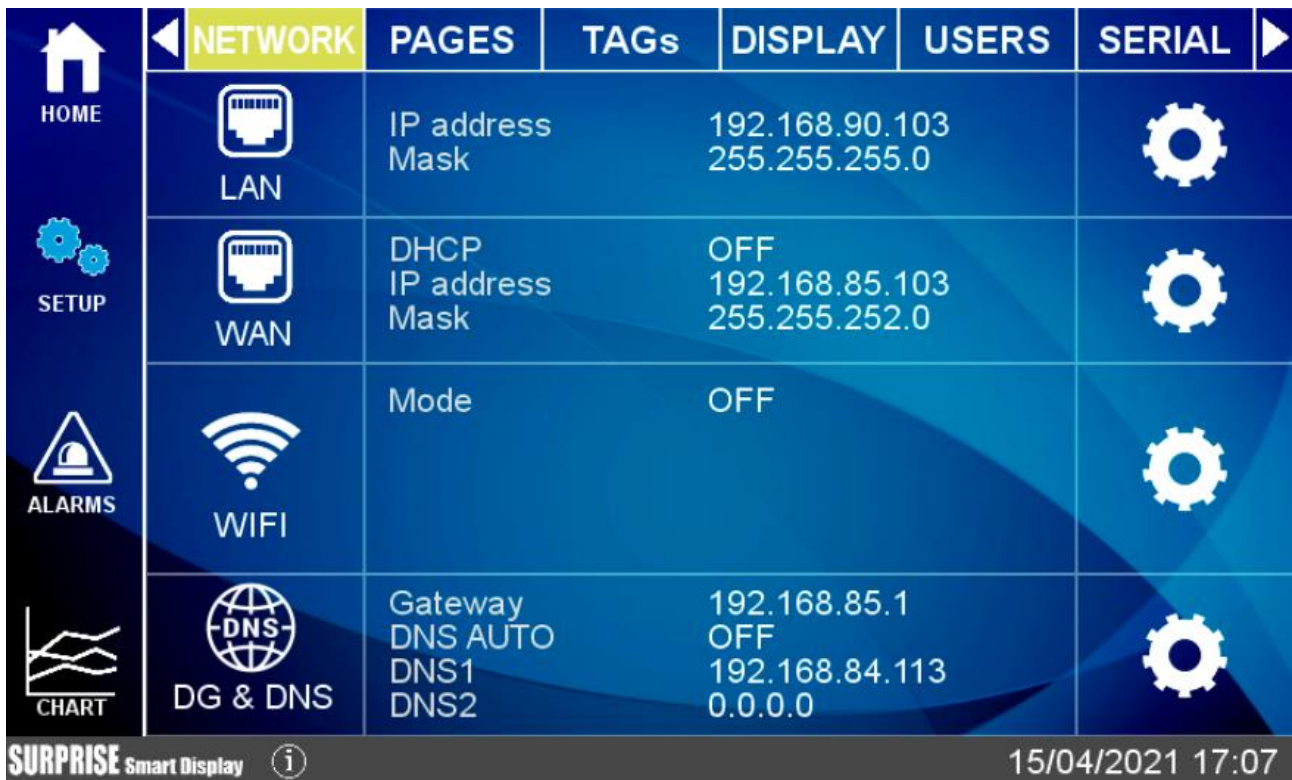 NETWORK PAGES TAGs DISPLAY USERS SERIAL
HOME
LAN
IP address 192.168.90.103
Mask 255.255.255.0
SETUP
WAN
DHCP OFF
IP address 192.168.85.103
Mask 255.255.252.0
ALARMS
WIFI
Mode OFF
CHART
DNS
DG & DNS
Gateway 192.168.85.1
DNS AUTO OFF
DNS1 192.168.84.113
DNS2 0.0.0.0
SURPRISE Smart Display i 15/04/2021 17:07